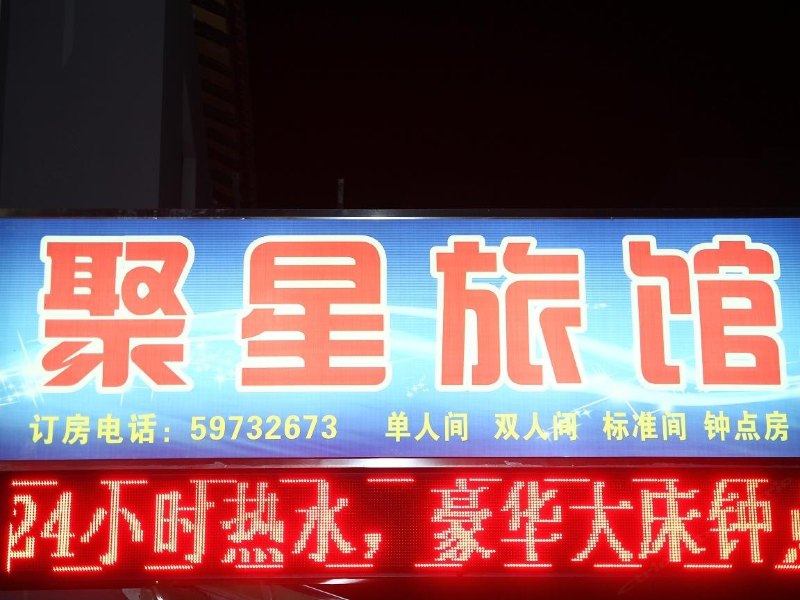 聚星旅馆
订房电话：59732673 单人间 双人间 标准间 钟点房
24小时热水，豪华大床钟